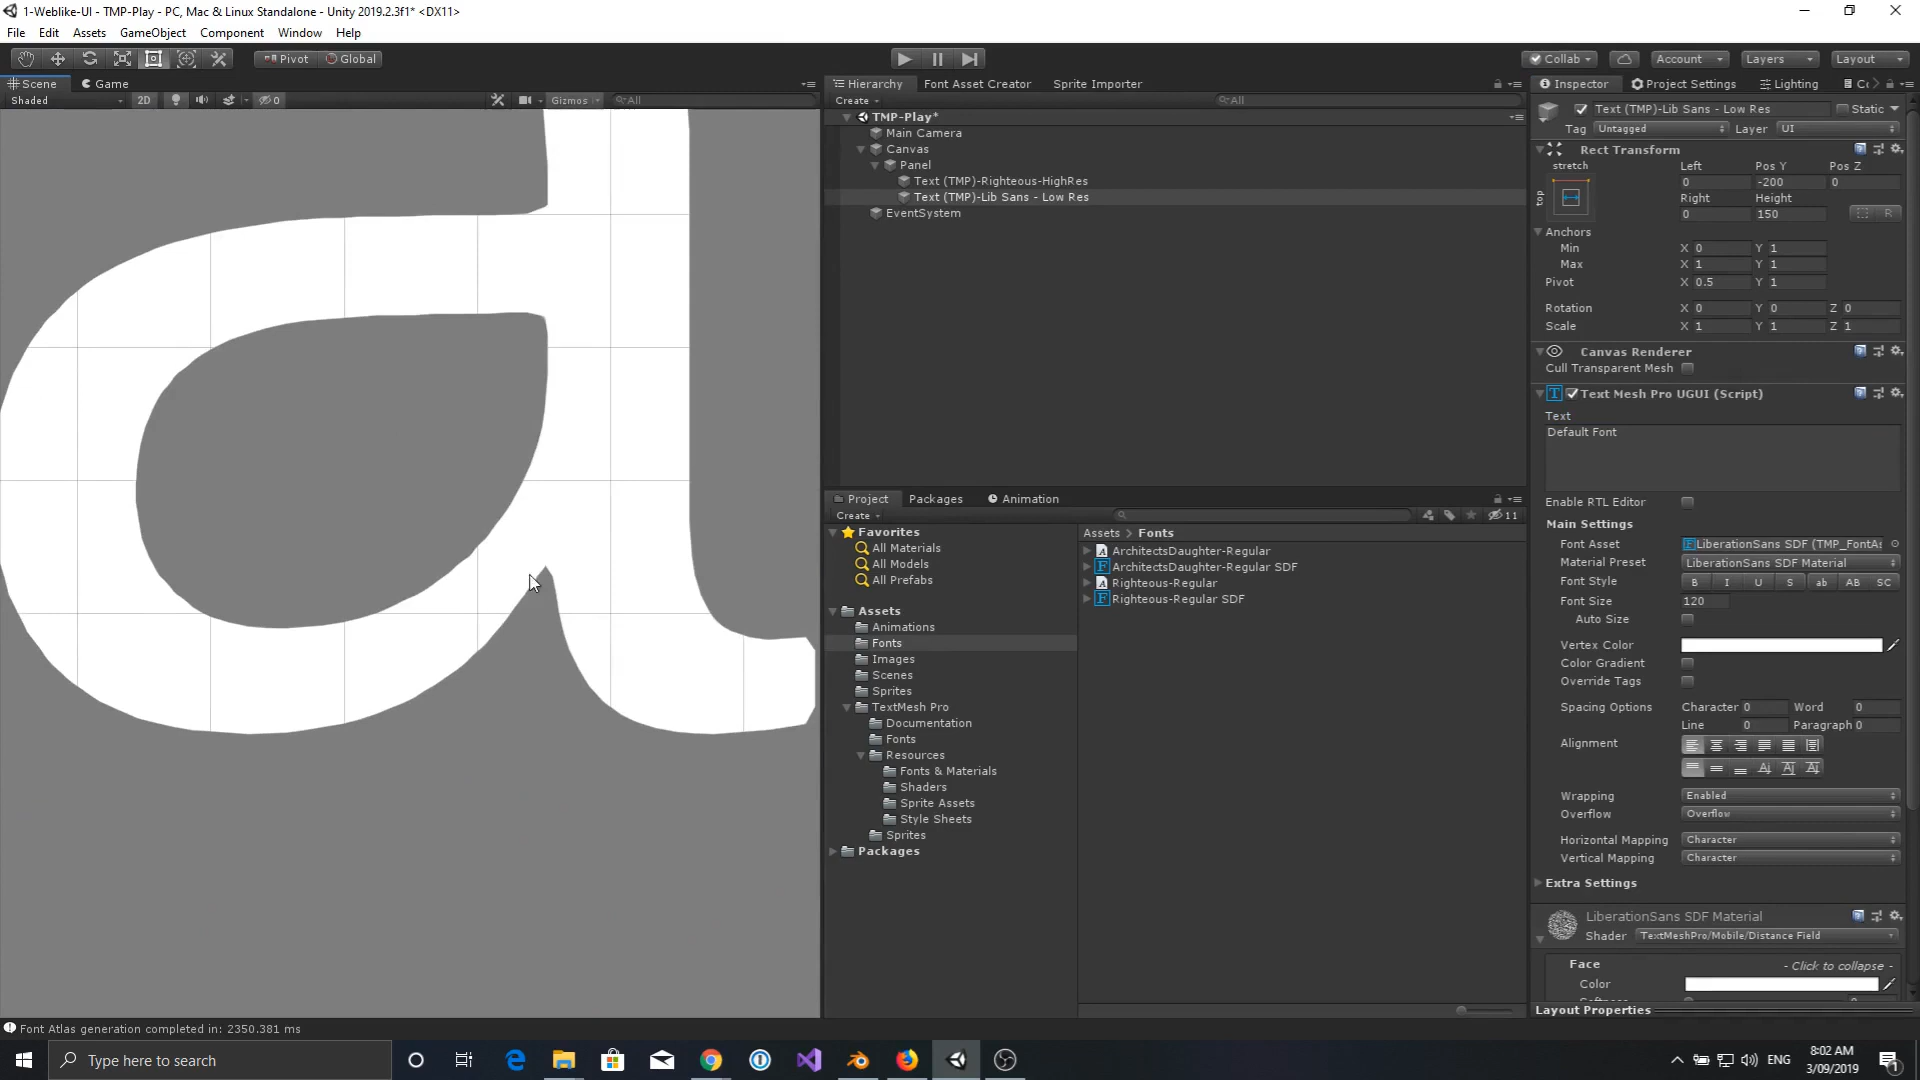 1-Weblike-UI - TMP-Play - PC, Mac & Linux Standalone - Unity 2019.2.3f1* <DX11>
File Edit Assets GameObject Component Window Help
Pivot Global Collab Account Layers Layout
Scene Game
Shaded 2D 0 Gizmos All
Hierarchy Font Asset Creator Sprite Importer
Create All
TMP-Play*
Main Camera
Canvas
Panel
Text (TMP)-Righteous-HighRes
Text (TMP)-Lib Sans - Low Res
EventSystem
Project Packages Animation
Create 11
Favorites
All Materials
All Models
All Prefabs
Assets
Animations
Fonts
Images
Scenes
Sprites
TextMesh Pro
Documentation
Fonts
Resources
Fonts & Materials
Shaders
Sprite Assets
Style Sheets
Sprites
Packages
Assets > Fonts
ArchitectsDaughter-Regular
ArchitectsDaughter-Regular SDF
Righteous-Regular
Righteous-Regular SDF
Inspector Project Settings Lighting
Text (TMP)-Lib Sans - Low Res Static
Tag Untagged Layer UI
Rect Transform
stretch Left Pos Y Pos Z
top 0 -200 0
Right Height
0 150 R
Anchors
Min X 0 Y 1
Max X 1 Y 1
Pivot X 0.5 Y 1
Rotation X 0 Y 0 Z 0
Scale X 1 Y 1 Z 1
Canvas Renderer
Cull Transparent Mesh
Text Mesh Pro UGUI (Script)
Text
Default Font
Enable RTL Editor
Main Settings
Font Asset LiberationSans SDF (TMP_FontAs
Material Preset LiberationSans SDF Material
Font Style B I U S ab AB SC
Font Size 120
Auto Size
Vertex Color
Color Gradient
Override Tags
Spacing Options Character 0 Word 0
Line 0 Paragraph 0
Alignment
Wrapping Enabled
Overflow Overflow
Horizontal Mapping Character
Vertical Mapping Character
Extra Settings
LiberationSans SDF Material
Shader TextMeshPro/Mobile/Distance Field
Face - Click to collapse -
Color
Layout Properties
Font Atlas generation completed in: 2350.381 ms
Type here to search
ENG
8:02 AM
3/09/2019
1